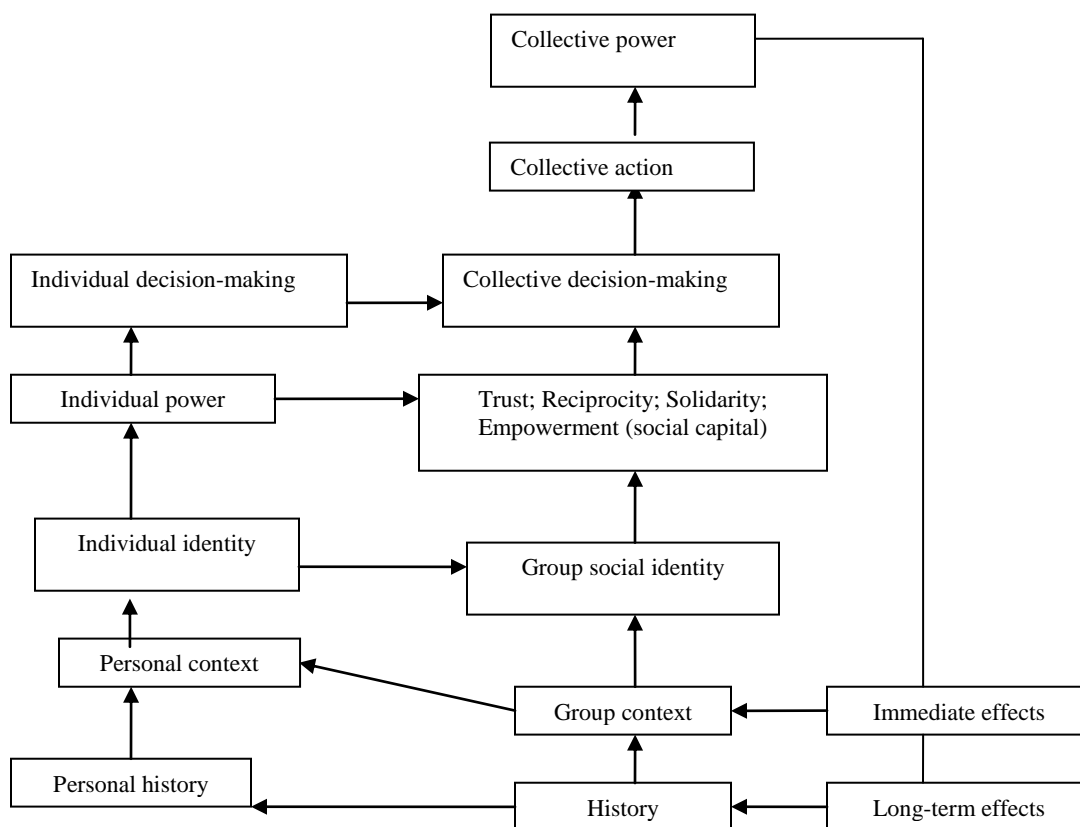 Collective power
Collective action
Individual decision-making
Collective decision-making
Individual power
Trust; Reciprocity; Solidarity;
Empowerment (social capital)
Individual identity
Group social identity
Personal context
Group context
Immediate effects
Personal history
History
Long-term effects